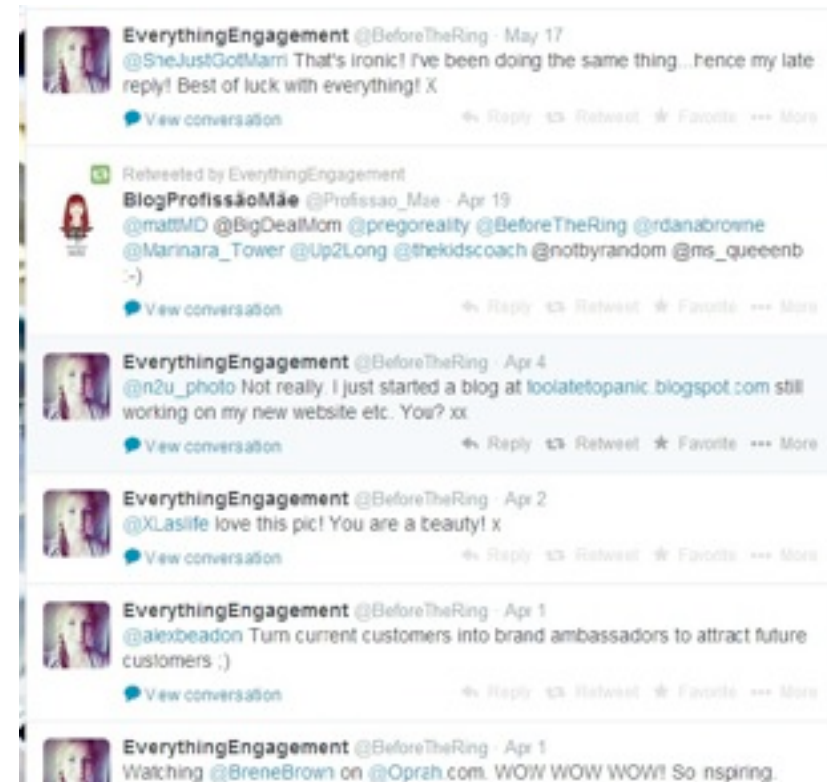 EverythingEngagement @BeforeTheRing · May 17
@SheJustGotMarri That's ironic! I've been doing the same thing...hence my late
reply! Best of luck with everything! X
View conversation
Reply Retweet Favorite More
Retweeted by EverythingEngagement
BlogProfissãoMãe @Profissao_Mae · Apr 19
@mattMD @BigDealMom @pregoreality @BeforeTheRing @rdanabrowne
@Marinara_Tower @Up2Long @thekidscoach @notbyrandom @ms_queeenb
:-)
View conversation
Reply Retweet Favorite More
EverythingEngagement @BeforeTheRing · Apr 4
@n2u_photo Not really. I just started a blog at toolatetopanic.blogspot.com still
working on my new website etc. You? xx
View conversation
Reply Retweet Favorite More
EverythingEngagement @BeforeTheRing · Apr 2
@XLaslife love this pic! You are a beauty! x
View conversation
Reply Retweet Favorite More
EverythingEngagement @BeforeTheRing · Apr 1
@alexbeadon Turn current customers into brand ambassadors to attract future
customers ;)
View conversation
Reply Retweet Favorite More
EverythingEngagement @BeforeTheRing · Apr 1
Watching @BreneBrown on @Oprah.com. WOW WOW WOW! So inspiring.